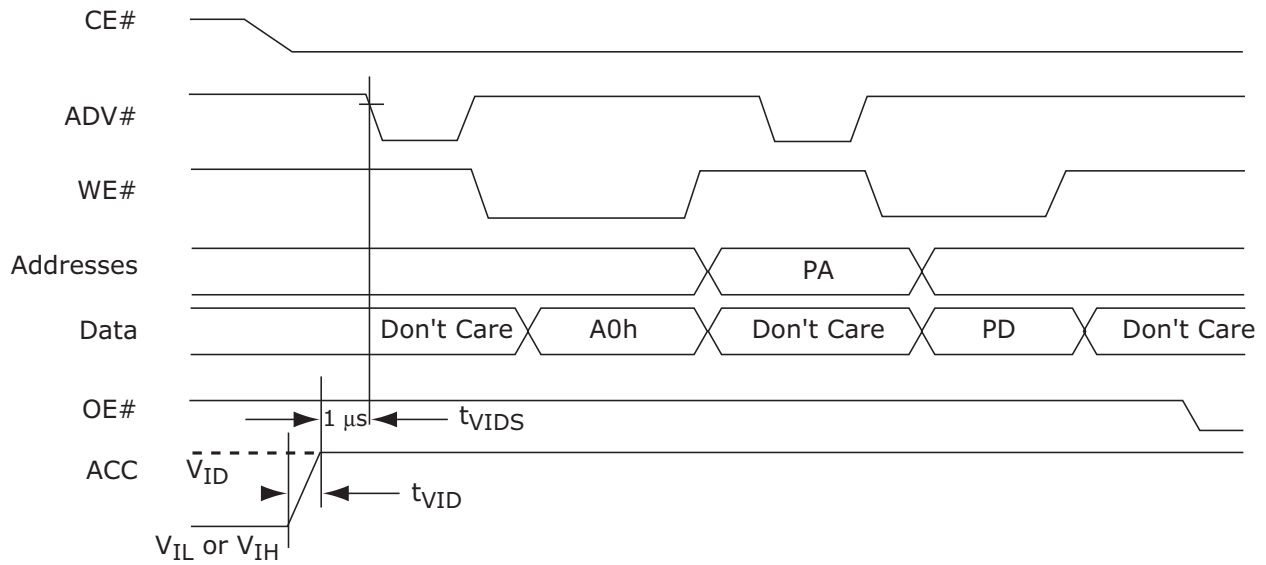 CE#
ADV#
WE#
Addresses PA
Data Don't Care A0h Don't Care PD Don't Care
OE# 1 μs tVIDS
ACC VID tVID
VIL or VIH